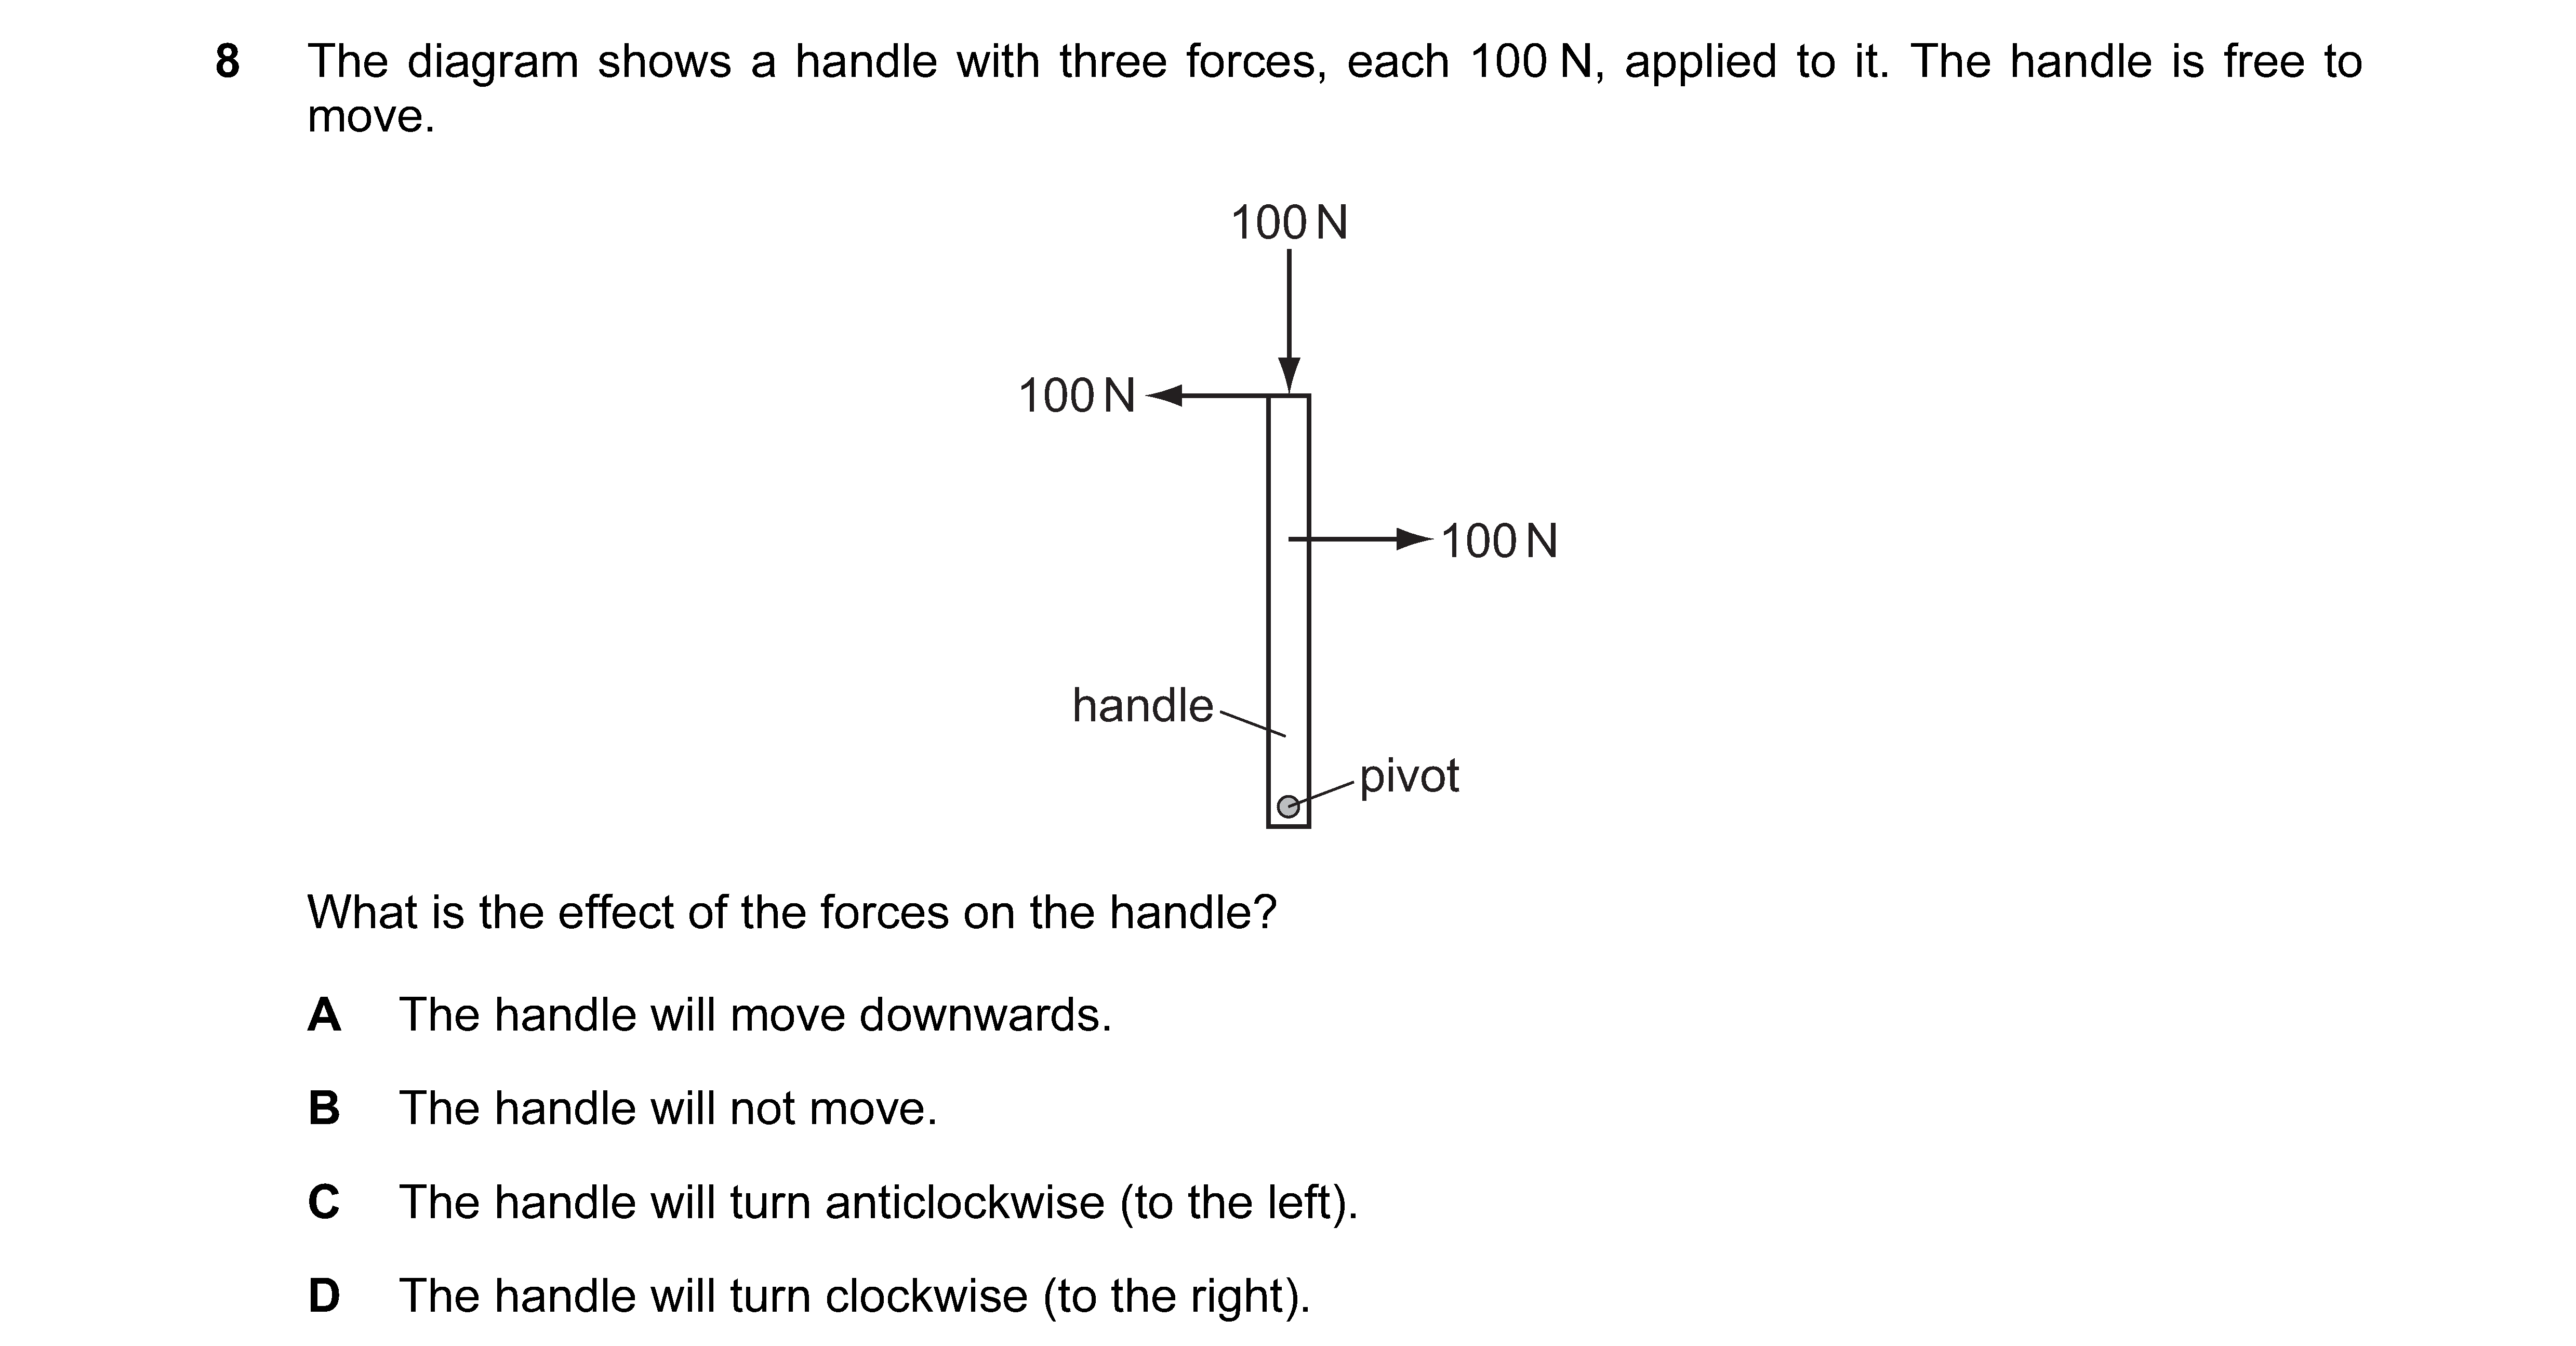 8 The diagram shows a handle with three forces, each 100 N, applied to it. The handle is free to
move.
100 N
100 N
100 N
handle
pivot
What is the effect of the forces on the handle?
A The handle will move downwards.
B The handle will not move.
C The handle will turn anticlockwise (to the left).
D The handle will turn clockwise (to the right).